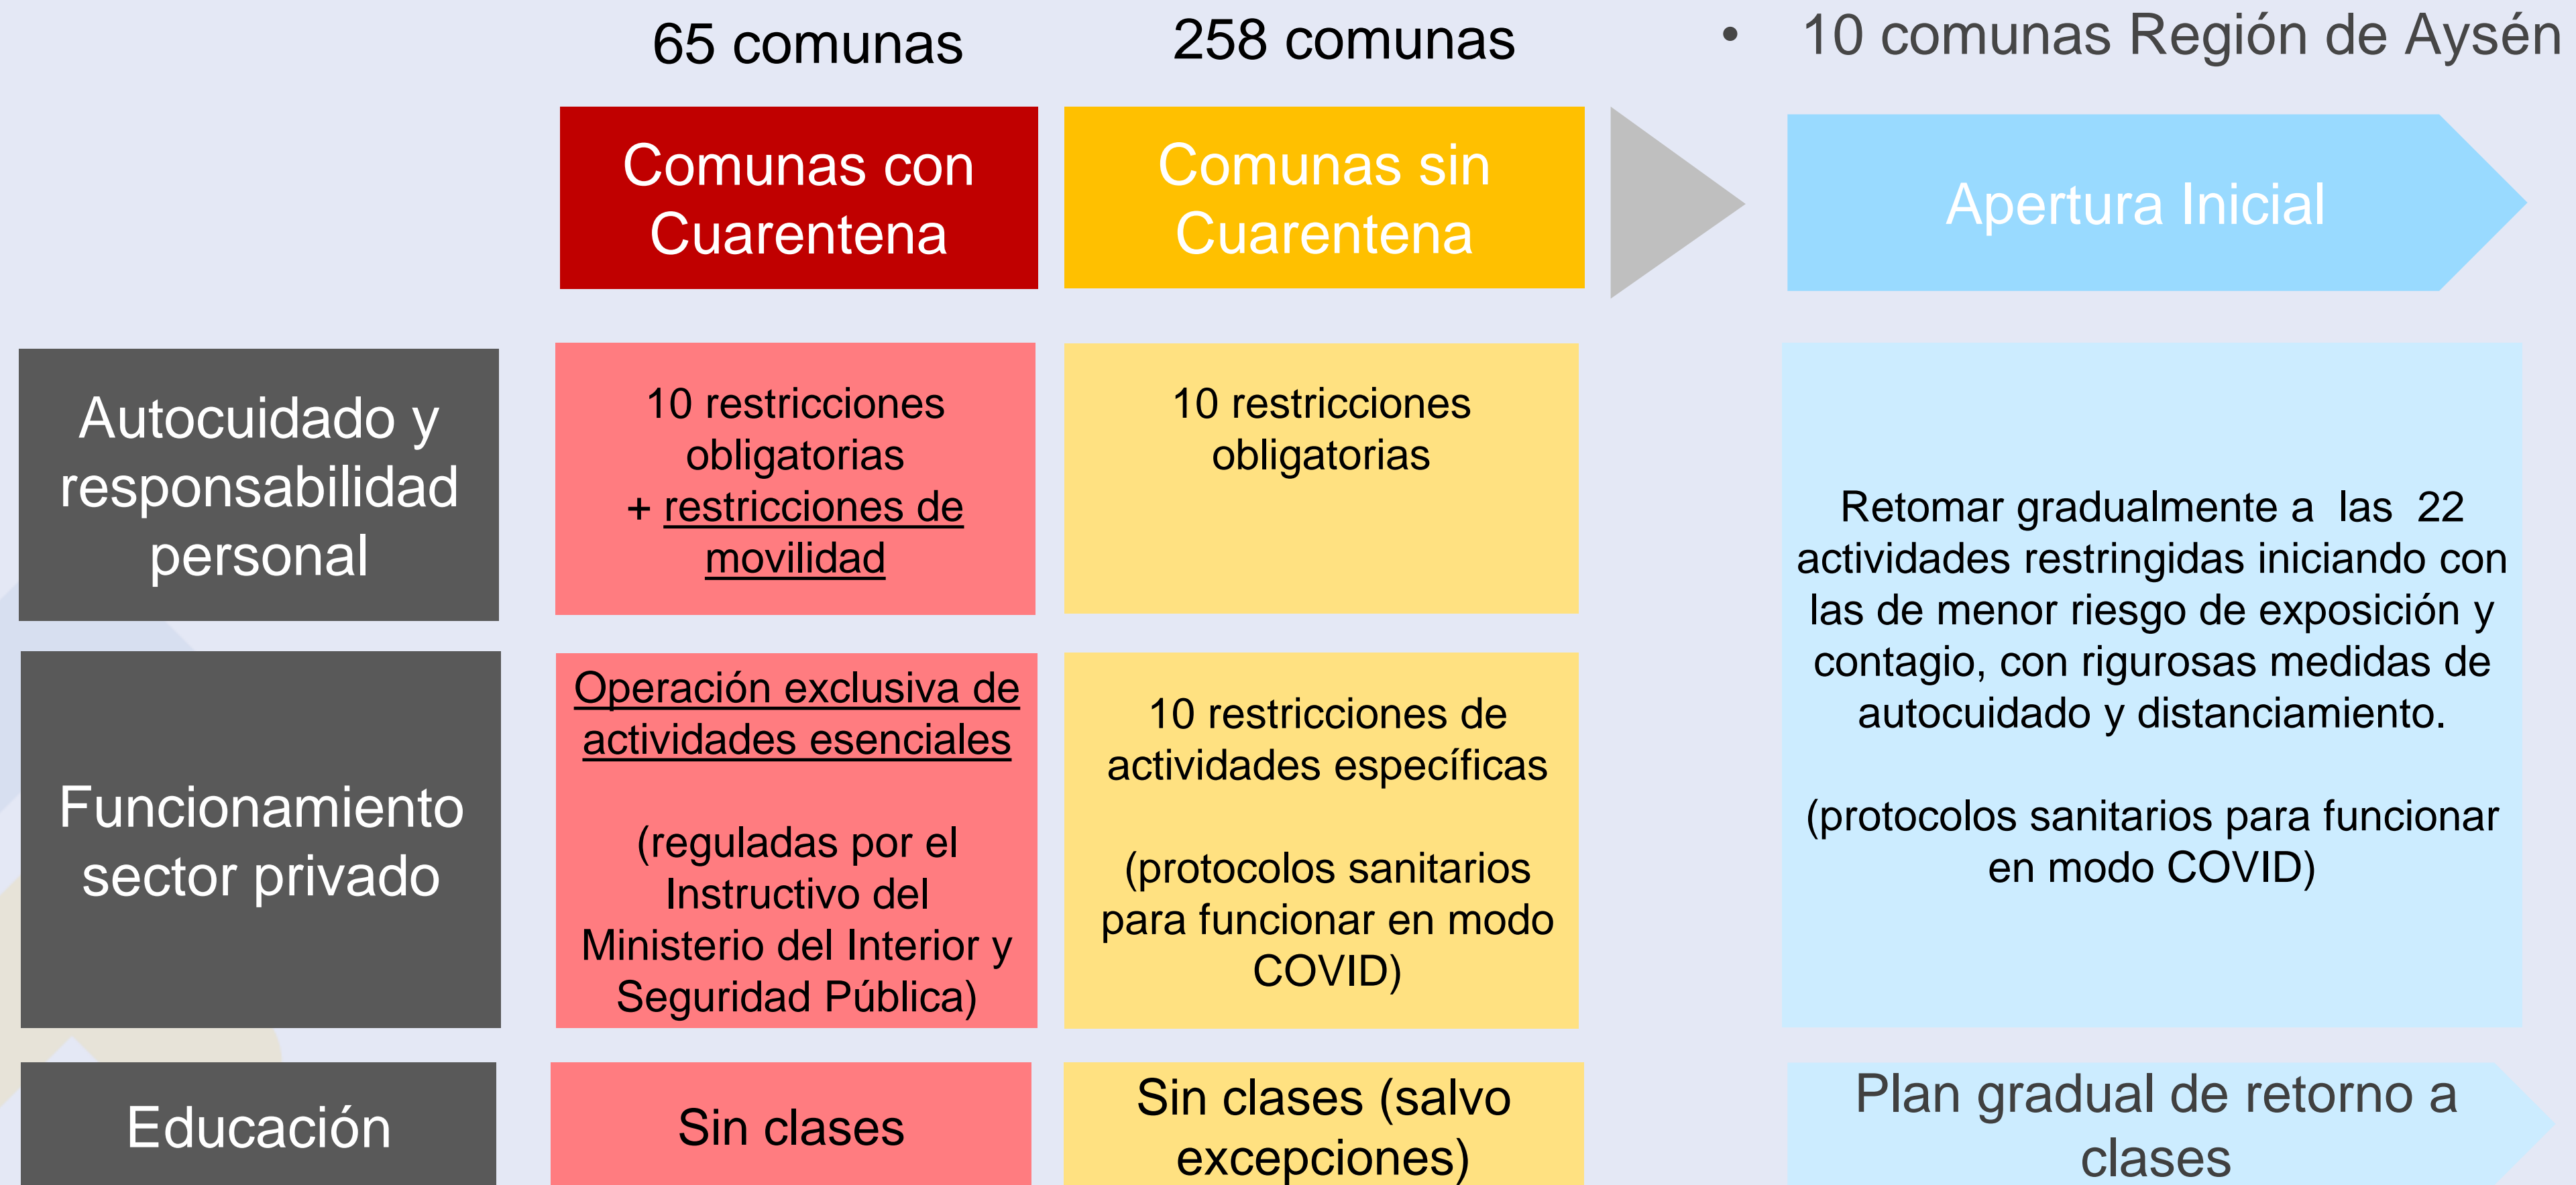 65 comunas
258 comunas
• 10 comunas Región de Aysén
Comunas con
Cuarentena
Comunas sin
Cuarentena
Apertura Inicial
Autocuidado y
responsabilidad
personal
10 restricciones
obligatorias
+ restricciones de
movilidad
10 restricciones
obligatorias
Retomar gradualmente a las 22
actividades restringidas iniciando con
las de menor riesgo de exposición y
contagio, con rigurosas medidas de
autocuidado y distanciamiento.
(protocolos sanitarios para funcionar
en modo COVID)
Funcionamiento
sector privado
Operación exclusiva de
actividades esenciales
(reguladas por el
Instructivo del
Ministerio del Interior y
Seguridad Pública)
10 restricciones de
actividades específicas
(protocolos sanitarios
para funcionar en modo
COVID)
Educación
Sin clases
Sin clases (salvo
excepciones)
Plan gradual de retorno a
clases